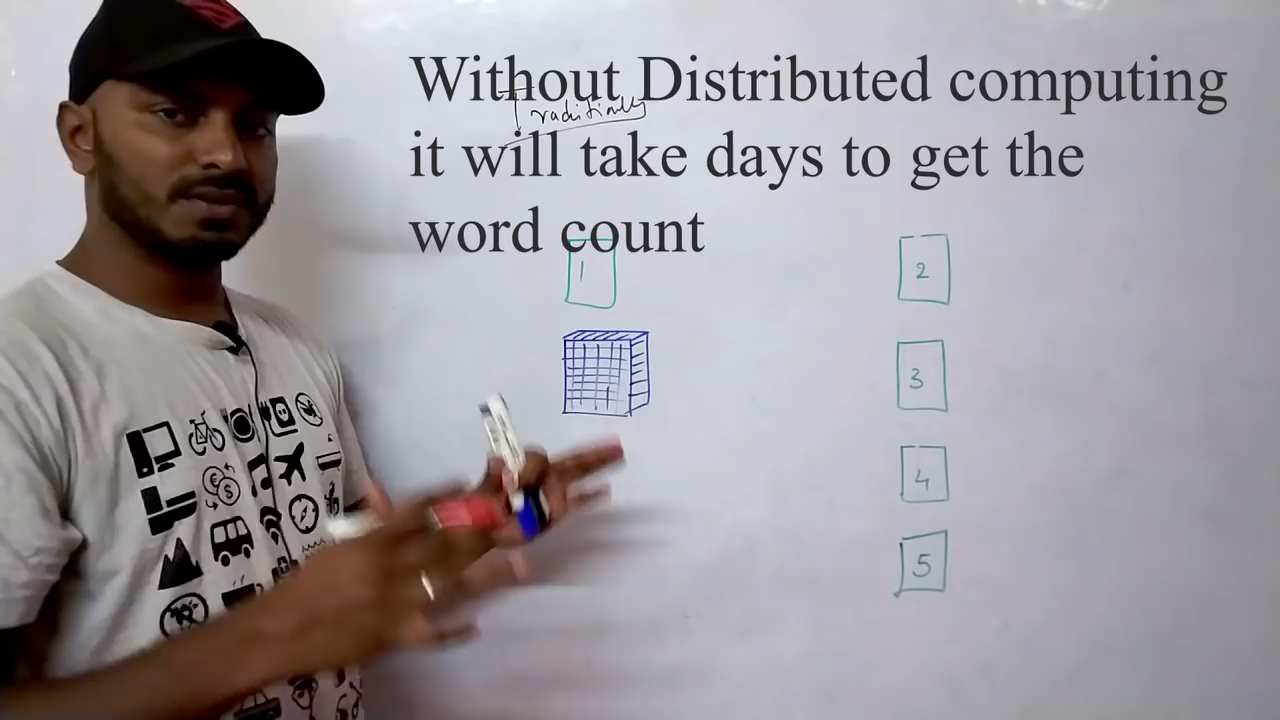 Without Distributed computing
Traditionally
it will take days to get the
word count
1
2
3
4
5